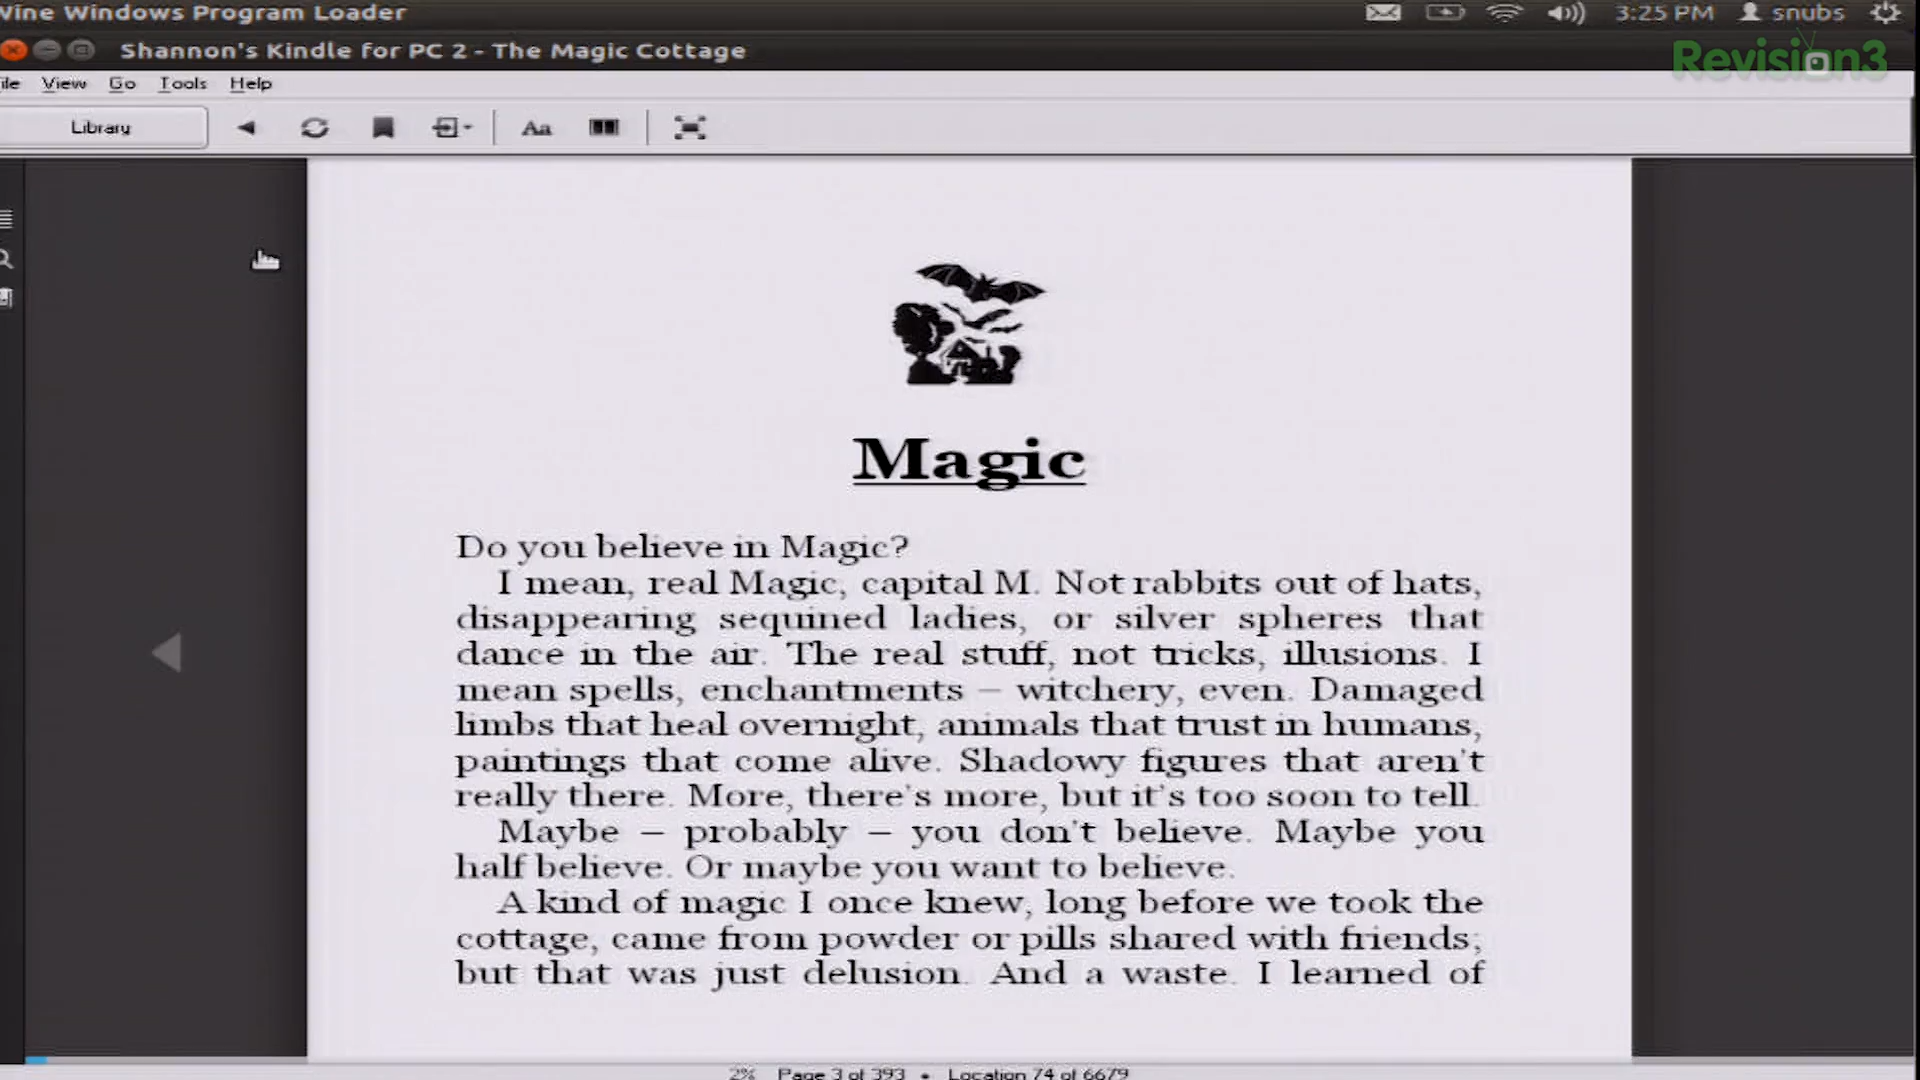 Wine Windows Program Loader
3:25 PM snubs
Shannon's Kindle for PC 2 - The Magic Cottage
Revision3
File View Go Tools Help
Library
Aa
Magic
Do you believe in Magic?
I mean, real Magic, capital M. Not rabbits out of hats,
disappearing sequined ladies, or silver spheres that
dance in the air. The real stuff, not tricks, illusions. I
mean spells, enchantments – witchery, even. Damaged
limbs that heal overnight, animals that trust in humans,
paintings that come alive. Shadowy figures that aren't
really there. More, there's more, but it's too soon to tell.
Maybe – probably – you don't believe. Maybe you
half believe. Or maybe you want to believe.
A kind of magic I once knew, long before we took the
cottage, came from powder or pills shared with friends;
but that was just delusion. And a waste. I learned of
2% Page 3 of 393 • Location 74 of 6679